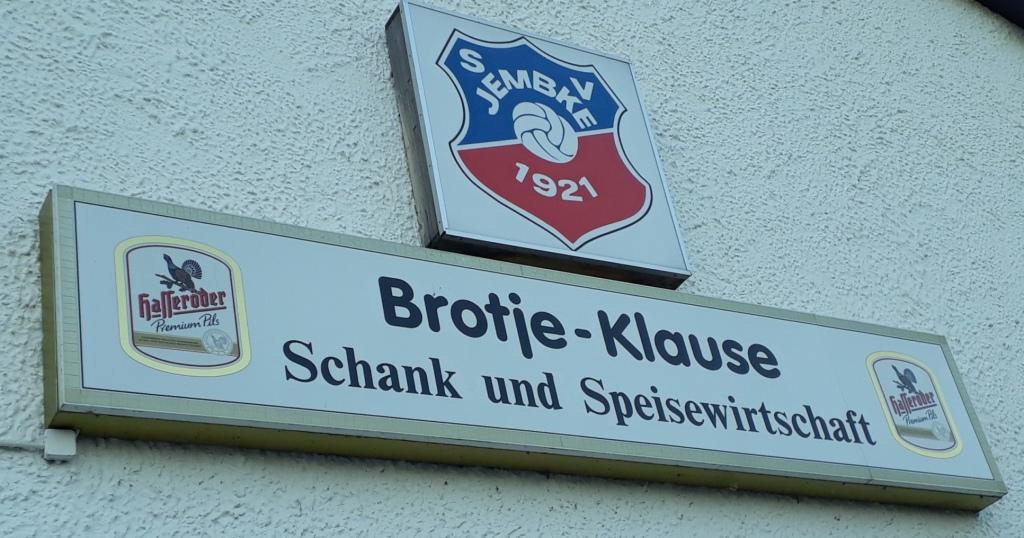 S V
JEMBKE
1921
Hasseröder
Premium Pils
Brotje-Klause
Schank und Speisewirtschaft
Hasseröder
Premium Pils